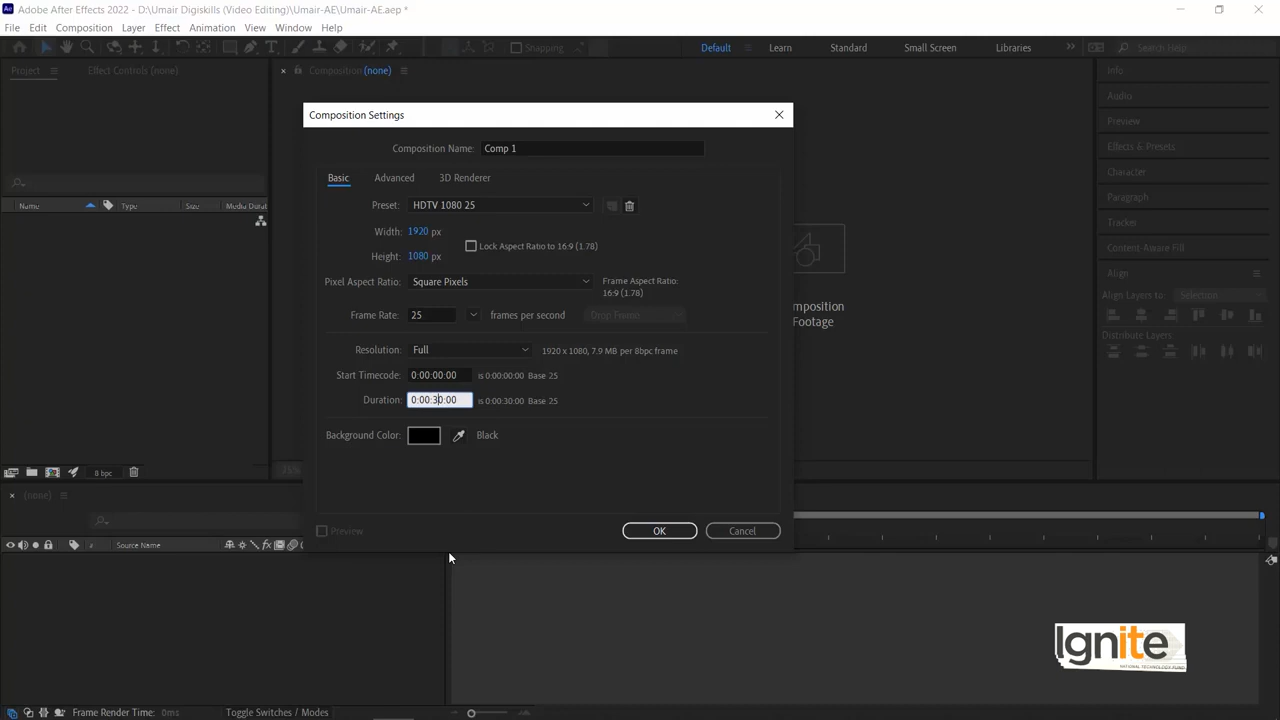 Adobe After Effects 2022 - D:\Umair Digiskills (Video Editing)\Umair-AE\Umair-AE.aep *
File Edit Composition Layer Effect Animation View Window Help
Snapping
Default Learn Standard Small Screen Libraries
Search Help
Project Effect Controls (none)
Composition (none)
Info
Audio
Preview
Effects & Presets
Character
Paragraph
Tracker
Content-Aware Fill
Align
Align Layers to: Selection
Distribute Layers:
Name Type Size Media Durat
8 bpc
mposition
Footage
Composition Settings
Composition Name: Comp 1
Basic Advanced 3D Renderer
Preset: HDTV 1080 25
Width: 1920 px
Lock Aspect Ratio to 16:9 (1.78)
Height: 1080 px
Pixel Aspect Ratio: Square Pixels
Frame Aspect Ratio:
16:9 (1.78)
Frame Rate: 25 frames per second Drop Frame
Resolution: Full 1920 x 1080, 7.9 MB per 8bpc frame
Start Timecode: 0:00:00:00 is 0:00:00:00 Base 25
Duration: 0:00:30:00 is 0:00:30:00 Base 25
Background Color: Black
Preview
OK Cancel
(none)
# Source Name
Frame Render Time: 0ms
Toggle Switches / Modes
Ignite
NATIONAL TECHNOLOGY FUND